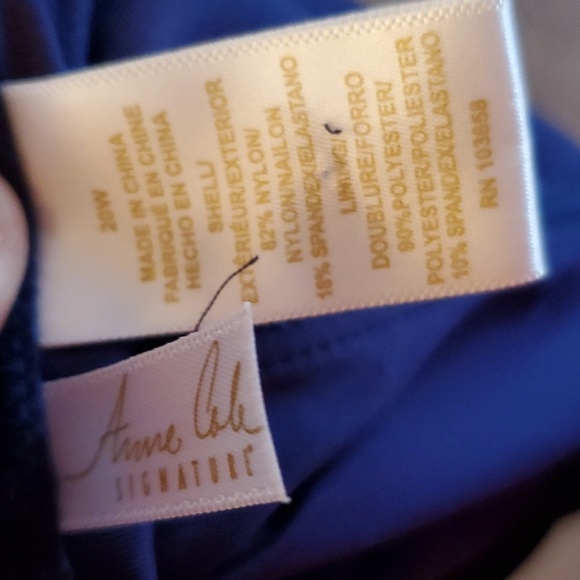 20W
MADE IN CHINA
FABRIQUÉ EN CHINE
HECHO EN CHINA
SHELL/
EXTÉRIEUR/EXTERIOR
82% NYLON/
NYLON/NAILON
18% SPANDEX/ELASTANO
LINING/
DOUBLURE/FORRO
90%POLYESTER/
POLYESTER/POLIESTER
10% SPANDEX/ELASTANO
RN 103658
Anne Cole
SIGNATURE